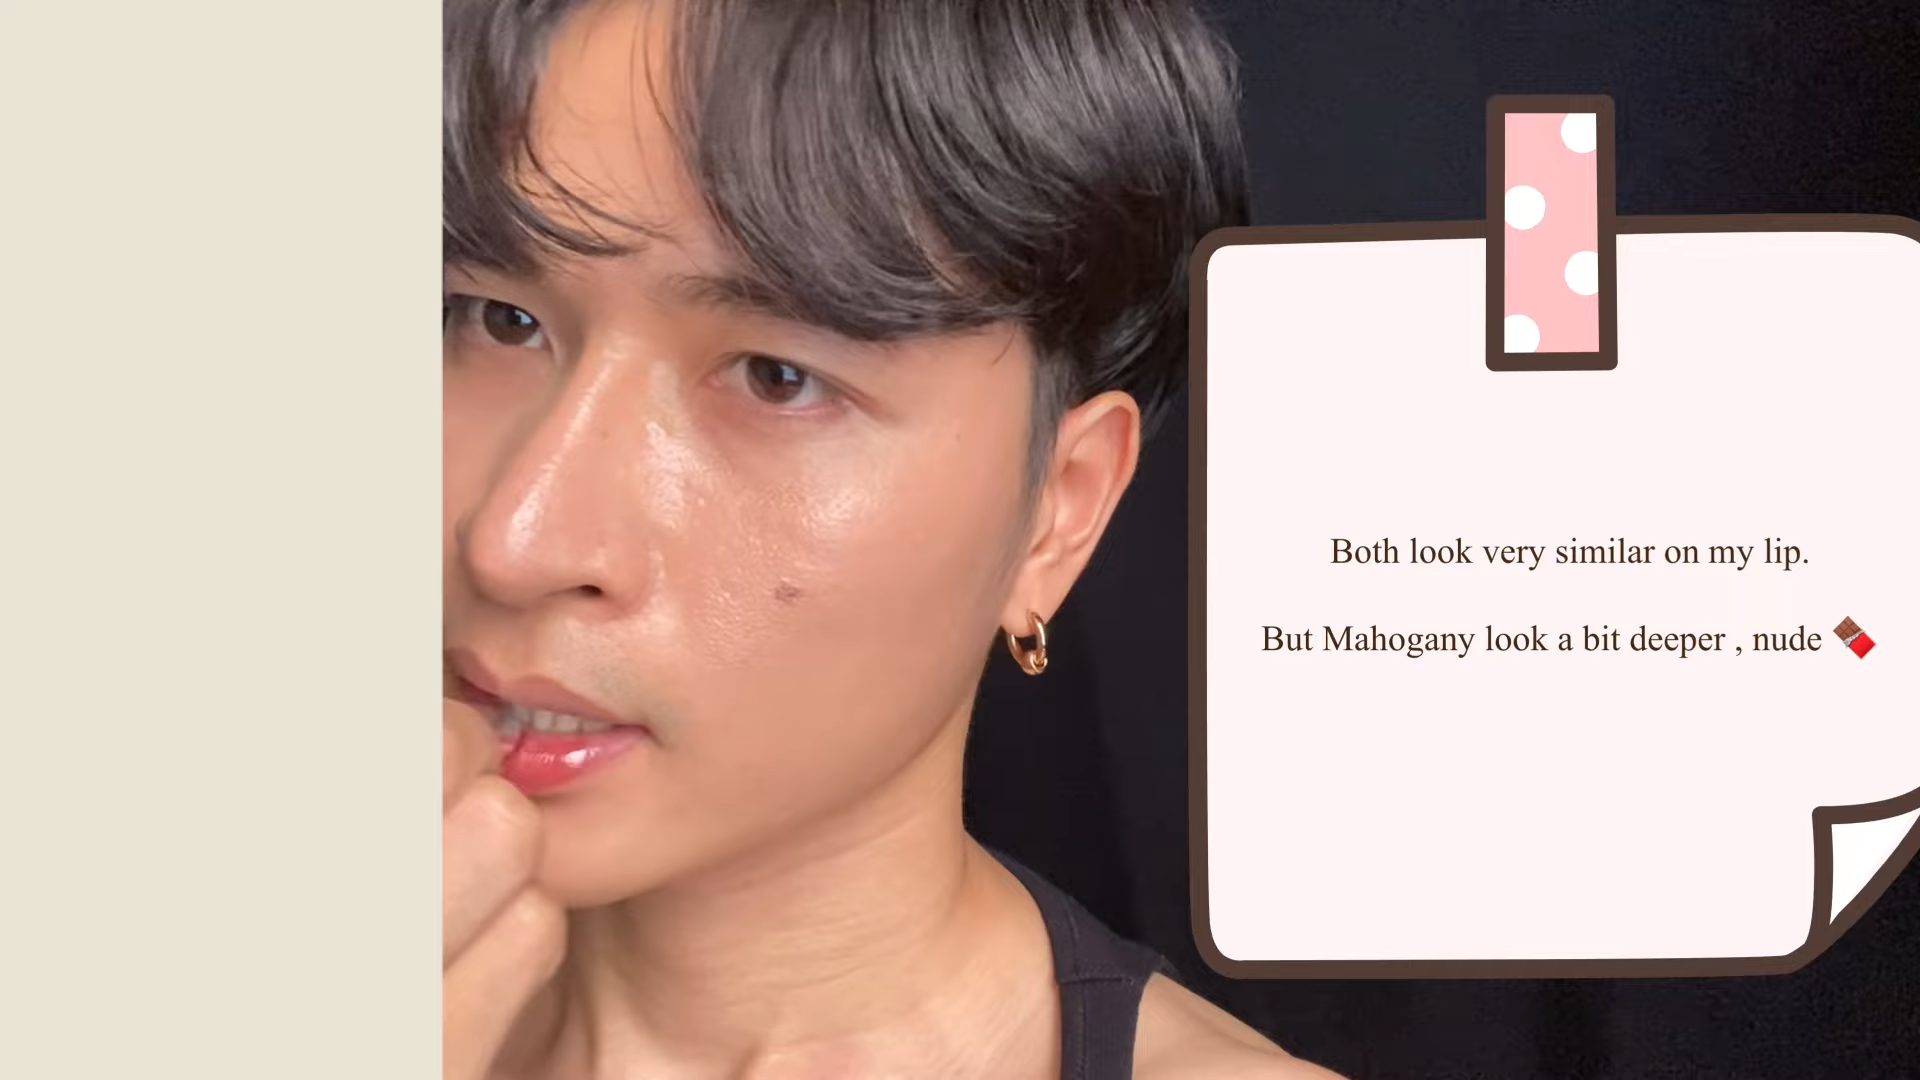 Both look very similar on my lip.
But Mahogany look a bit deeper , nude 🍫